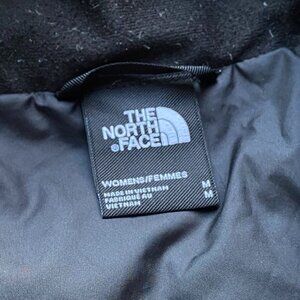 THE
NORTH
FACE
WOMENS/FEMMES
MADE IN VIETNAM
FABRIQUÉ AU
VIETNAM
M
M